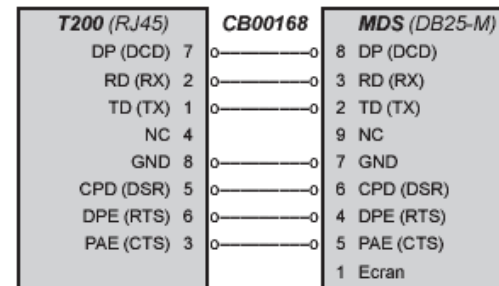 T200 (RJ45) CB00168 MDS (DB25-M)
DP (DCD) 7 8 DP (DCD)
RD (RX) 2 3 RD (RX)
TD (TX) 1 2 TD (TX)
NC 4 9 NC
GND 8 7 GND
CPD (DSR) 5 6 CPD (DSR)
DPE (RTS) 6 4 DPE (RTS)
PAE (CTS) 3 5 PAE (CTS)
1 Ecran